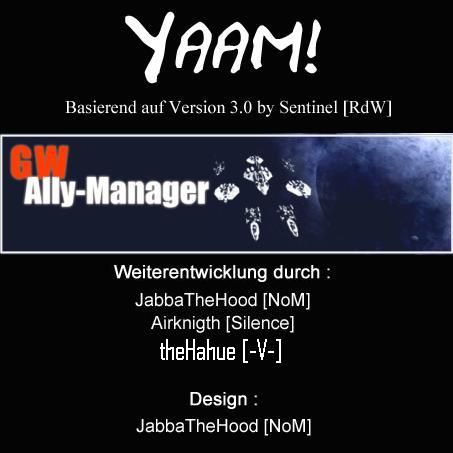 YAAM!
Basierend auf Version 3.0 by Sentinel [RdW]
GW
Ally-Manager
Weiterentwicklung durch :
JabbaTheHood [NoM]
Airknigth [Silence]
theHahue [-V-]
Design :
JabbaTheHood [NoM]